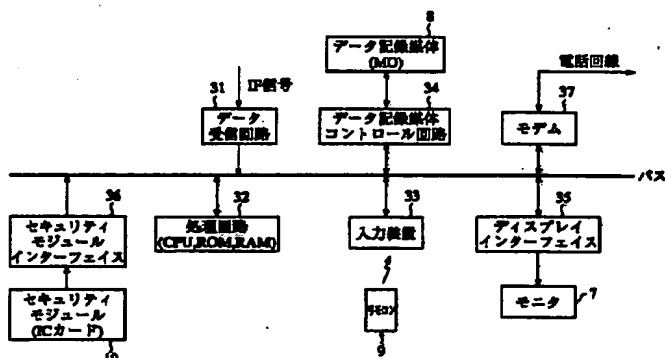 8
データ記録媒体
(MO)
電話回線
31
IP信号
34
37
データ
受信回路
データ記録媒体
コントロール回路
モデム
バス
36
32
33
35
セキュリティ
モジュール
インターフェイス
処理回路
(CPU,ROM,RAM)
入力装置
ディスプレイ
インターフェイス
セキュリティ
モジュール
(ICカード)
リモコン
モニタ
7
10
9